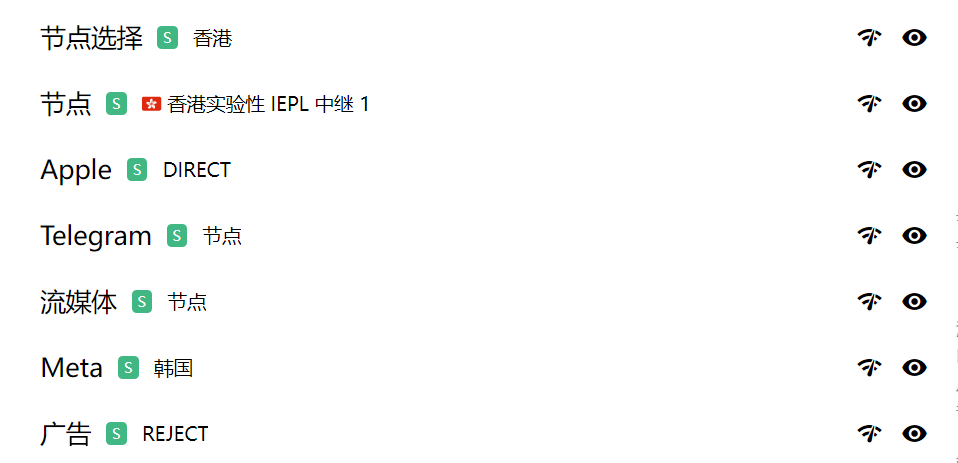 节点选择 S 香港
节点 S 香港实验性 IEPL 中继 1
Apple S DIRECT
Telegram S 节点
流媒体 S 节点
Meta S 韩国
广告 S REJECT